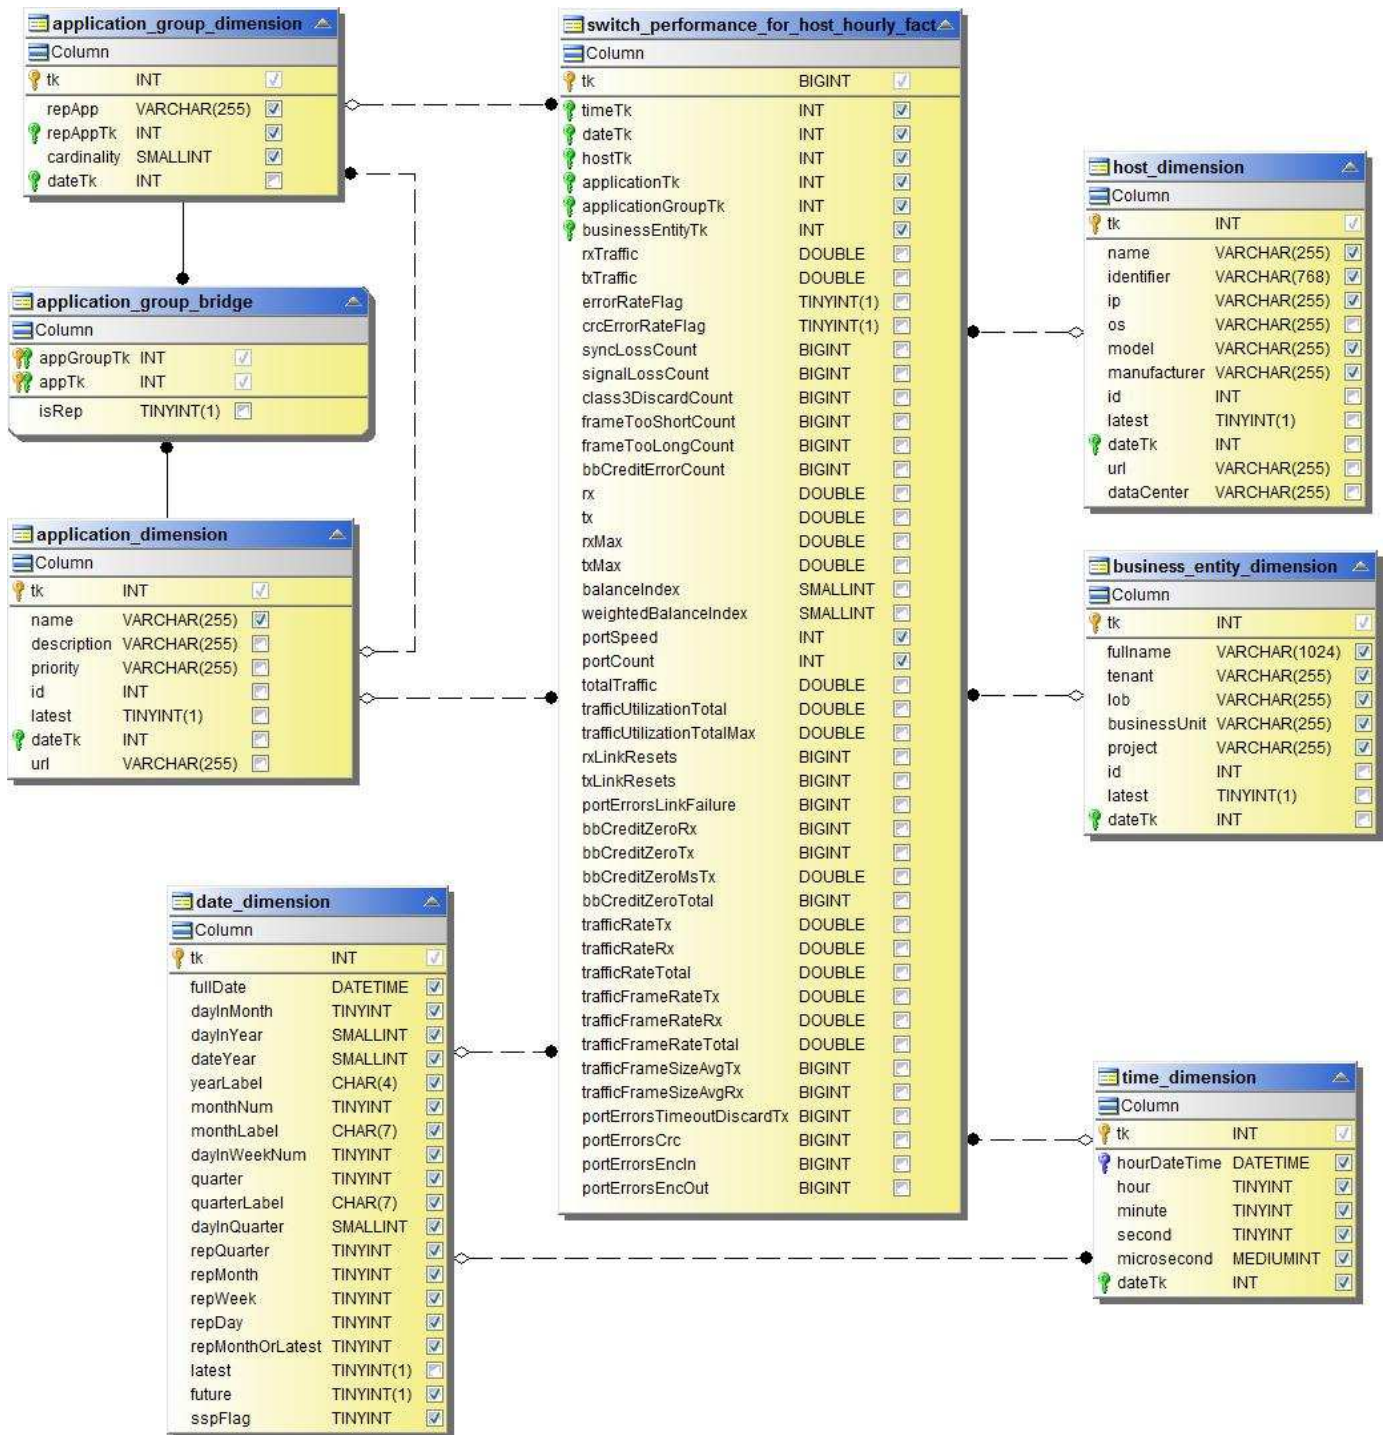 application_group_dimension
Column
tk INT
repApp VARCHAR(255)
repAppTk INT
cardinality SMALLINT
dateTk INT
application_group_bridge
Column
appGroupTk INT
appTk INT
isRep TINYINT(1)
application_dimension
Column
tk INT
name VARCHAR(255)
description VARCHAR(255)
priority VARCHAR(255)
id INT
latest TINYINT(1)
dateTk INT
url VARCHAR(255)
date_dimension
Column
tk INT
fullDate DATETIME
dayInMonth TINYINT
dayInYear SMALLINT
dateYear SMALLINT
yearLabel CHAR(4)
monthNum TINYINT
monthLabel CHAR(7)
dayInWeekNum TINYINT
quarter TINYINT
quarterLabel CHAR(7)
dayInQuarter SMALLINT
repQuarter TINYINT
repMonth TINYINT
repWeek TINYINT
repDay TINYINT
repMonthOrLatest TINYINT
latest TINYINT(1)
future TINYINT(1)
sspFlag TINYINT
switch_performance_for_host_hourly_fact
Column
tk BIGINT
timeTk INT
dateTk INT
hostTk INT
applicationTk INT
applicationGroupTk INT
businessEntityTk INT
rxTraffic DOUBLE
txTraffic DOUBLE
errorRateFlag TINYINT(1)
crcErrorRateFlag TINYINT(1)
syncLossCount BIGINT
signalLossCount BIGINT
class3DiscardCount BIGINT
frameTooShortCount BIGINT
frameTooLongCount BIGINT
bbCreditErrorCount BIGINT
rx DOUBLE
tx DOUBLE
rxMax DOUBLE
txMax DOUBLE
balanceIndex SMALLINT
weightedBalanceIndex SMALLINT
portSpeed INT
portCount INT
totalTraffic DOUBLE
trafficUtilizationTotal DOUBLE
trafficUtilizationTotalMax DOUBLE
rxLinkResets BIGINT
txLinkResets BIGINT
portErrorsLinkFailure BIGINT
bbCreditZeroRx BIGINT
bbCreditZeroTx BIGINT
bbCreditZeroMsTx DOUBLE
bbCreditZeroTotal BIGINT
trafficRateTx DOUBLE
trafficRateRx DOUBLE
trafficRateTotal DOUBLE
trafficFrameRateTx DOUBLE
trafficFrameRateRx DOUBLE
trafficFrameRateTotal DOUBLE
trafficFrameSizeAvgTx BIGINT
trafficFrameSizeAvgRx BIGINT
portErrorsTimeoutDiscardTx BIGINT
portErrorsCrc BIGINT
portErrorsEncIn BIGINT
portErrorsEncOut BIGINT
host_dimension
Column
tk INT
name VARCHAR(255)
identifier VARCHAR(768)
ip VARCHAR(255)
os VARCHAR(255)
model VARCHAR(255)
manufacturer VARCHAR(255)
id INT
latest TINYINT(1)
dateTk INT
url VARCHAR(255)
dataCenter VARCHAR(255)
business_entity_dimension
Column
tk INT
fullname VARCHAR(1024)
tenant VARCHAR(255)
lob VARCHAR(255)
businessUnit VARCHAR(255)
project VARCHAR(255)
id INT
latest TINYINT(1)
dateTk INT
time_dimension
Column
tk INT
hourDateTime DATETIME
hour TINYINT
minute TINYINT
second TINYINT
microsecond MEDIUMINT
dateTk INT